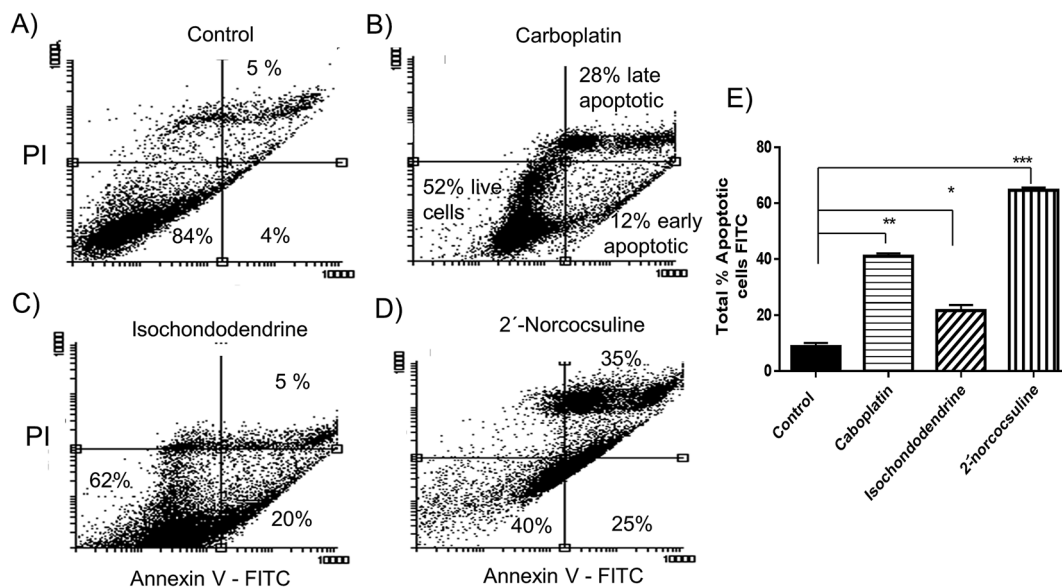 A)
Control
5 %
PI
84%
4%
B)
Carboplatin
28% late
apoptotic
52% live
cells
12% early
apoptotic
C)
Isochondodendrine
5 %
PI
62%
20%
Annexin V - FITC
D)
2´-Norcocsuline
35%
40%
25%
Annexin V - FITC
E)
Total % Apoptotic
cells FITC
80
60
40
20
0
***
*
**
Control
Caboplatin
Isochondodendrine
2´-norcocsuline